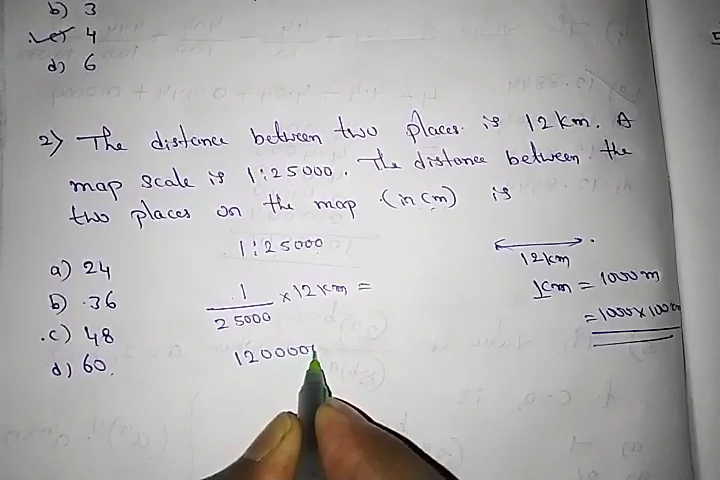 b) 3
c) 4
d) 6
2) The distance between two places is 12 km. A
map scale is 1:25000. The distance between the
two places on the map (in cm) is
1:25000
a) 24
b) 36
c) 48
d) 60.
12 km
1/25000 × 12 km =
1 km = 1000 m
= 1000 × 100 cm
120000